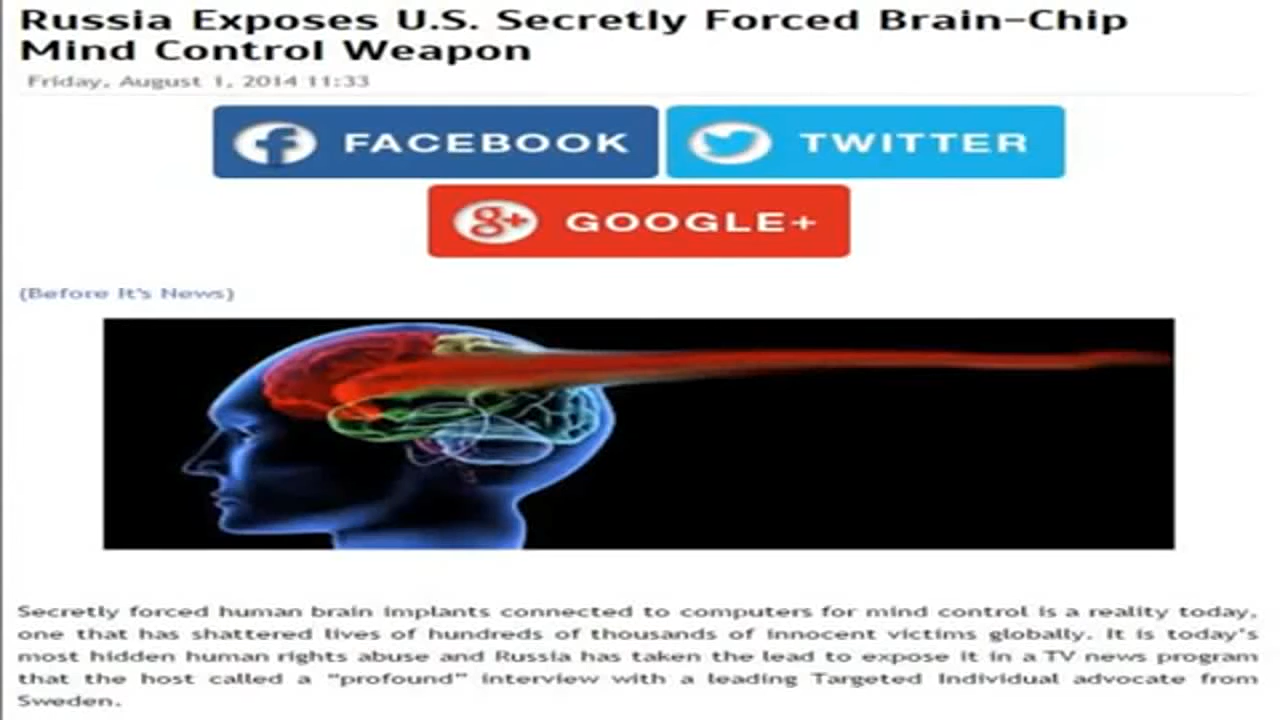 Russia Exposes U.S. Secretly Forced Brain-Chip
Mind Control Weapon
Friday, August 1, 2014 11:33
FACEBOOK
TWITTER
GOOGLE+
(Before It's News)
Secretly forced human brain implants connected to computers for mind control is a reality today,
one that has shattered lives of hundreds of thousands of innocent victims globally. It is today's
most hidden human rights abuse and Russia has taken the lead to expose it in a TV news program
that the host called a "profound" interview with a leading Targeted Individual advocate from
Sweden.